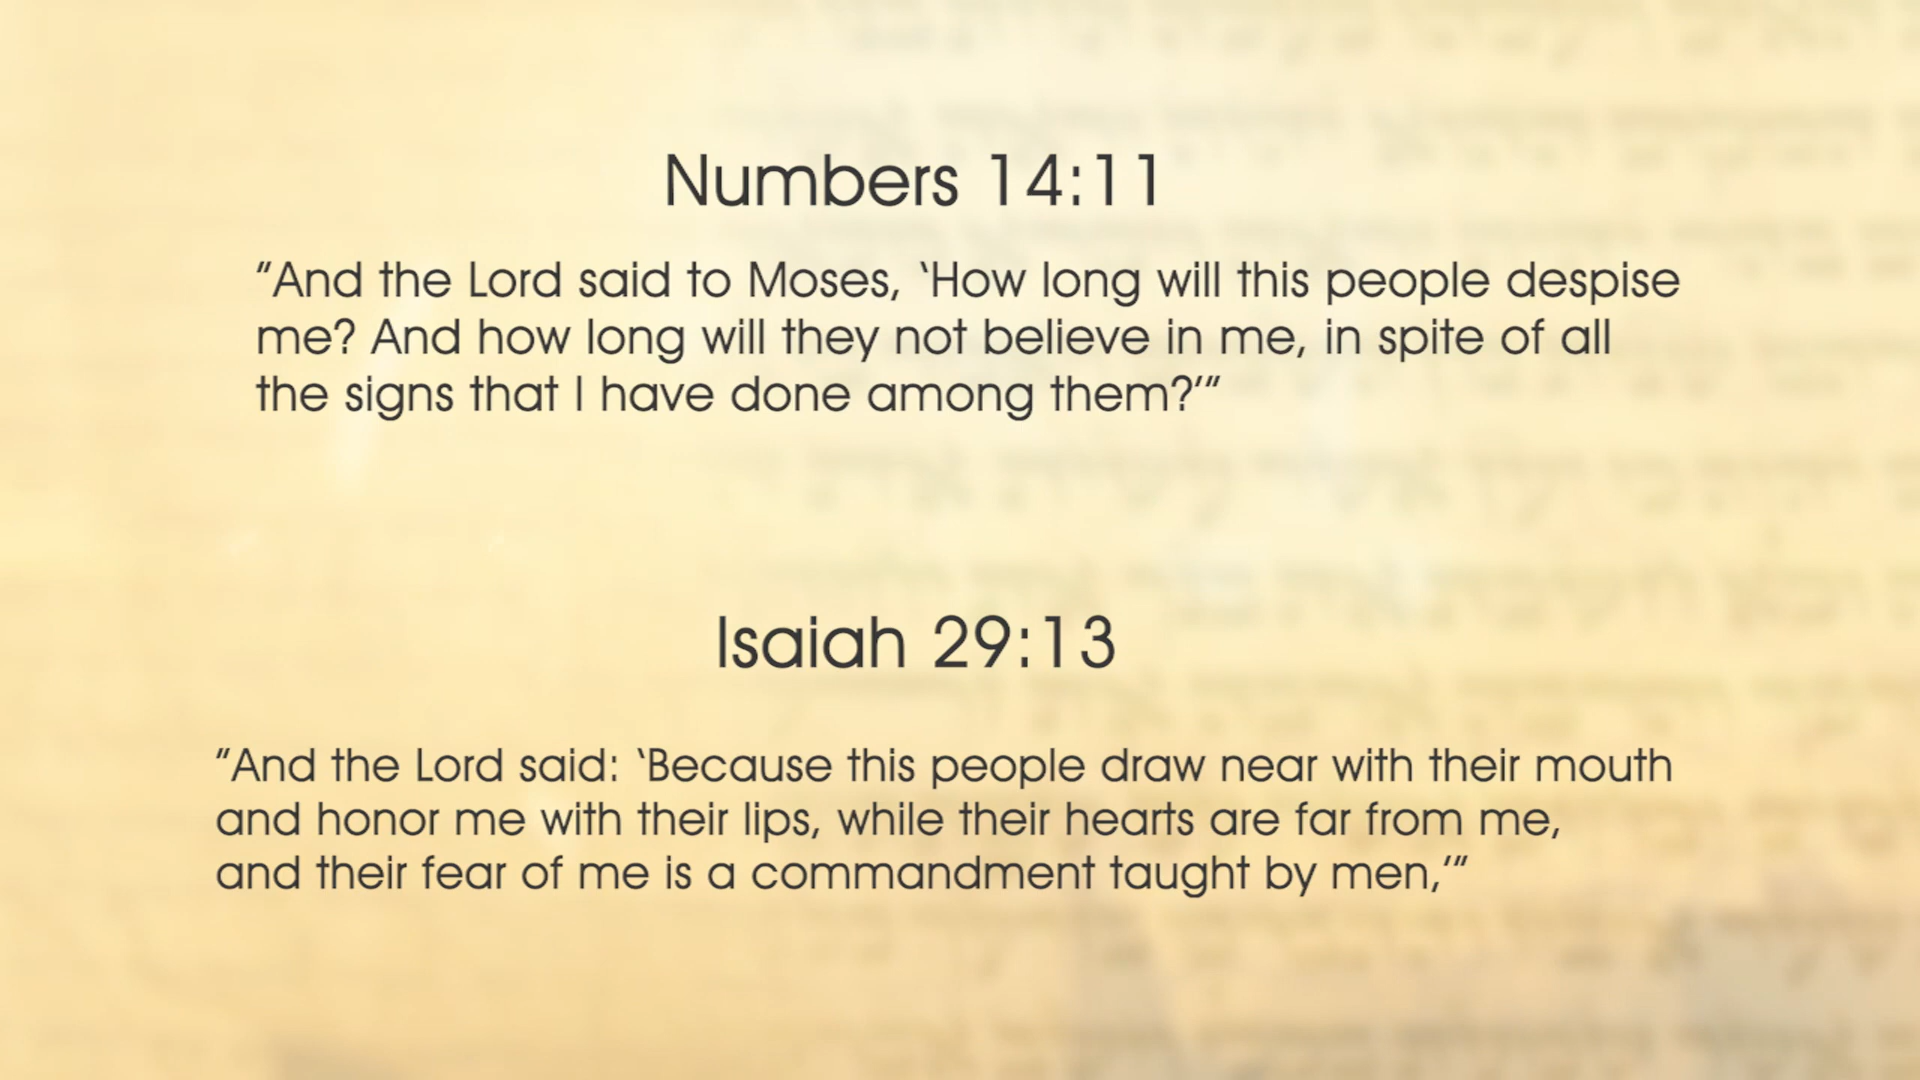 Numbers 14:11
"And the Lord said to Moses, ‘How long will this people despise
me? And how long will they not believe in me, in spite of all
the signs that I have done among them?’"
Isaiah 29:13
"And the Lord said: ‘Because this people draw near with their mouth
and honor me with their lips, while their hearts are far from me,
and their fear of me is a commandment taught by men,’"